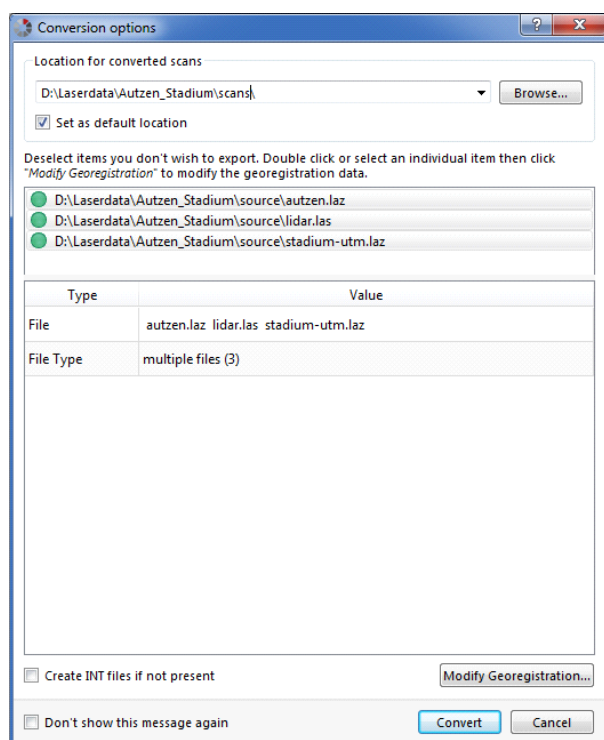 Conversion options
Location for converted scans
D:\Laserdata\Autzen_Stadium\scans\
Browse...
Set as default location
Deselect items you don't wish to export. Double click or select an individual item then click
"Modify Georegistration" to modify the georegistration data.
D:\Laserdata\Autzen_Stadium\source\autzen.laz
D:\Laserdata\Autzen_Stadium\source\lidar.las
D:\Laserdata\Autzen_Stadium\source\stadium-utm.laz
Type Value
File autzen.laz lidar.las stadium-utm.laz
File Type multiple files (3)
Create INT files if not present
Modify Georegistration...
Don't show this message again
Convert
Cancel